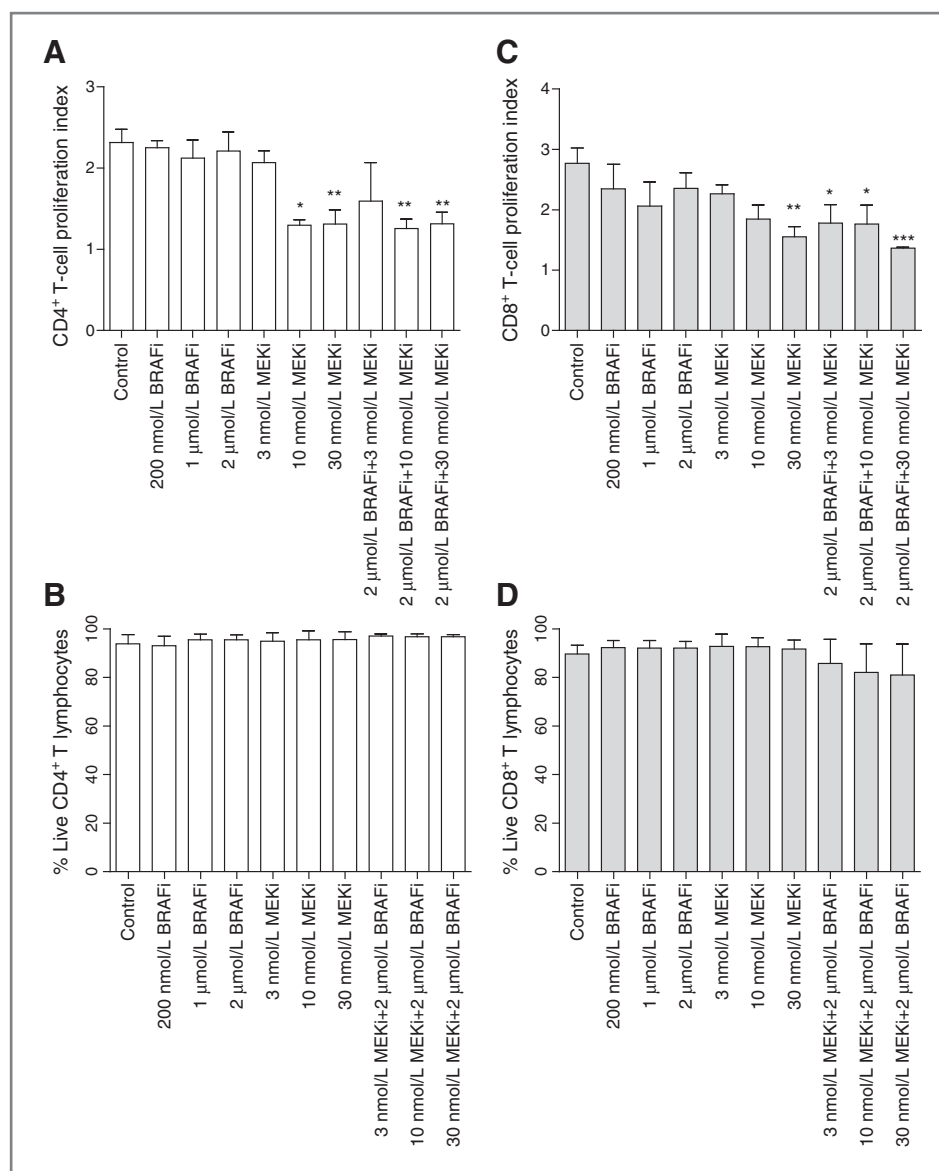 A
CD4⁺ T-cell proliferation index
3
2
1
0
*
**
**
**
Control
200 nmol/L BRAFi
1 μmol/L BRAFi
2 μmol/L BRAFi
3 nmol/L MEKi
10 nmol/L MEKi
30 nmol/L MEKi
2 μmol/L BRAFi+3 nmol/L MEKi
2 μmol/L BRAFi+10 nmol/L MEKi
2 μmol/L BRAFi+30 nmol/L MEKi
B
% Live CD4⁺ T lymphocytes
100
80
60
40
20
0
Control
200 nmol/L BRAFi
1 μmol/L BRAFi
2 μmol/L BRAFi
3 nmol/L MEKi
10 nmol/L MEKi
30 nmol/L MEKi
3 nmol/L MEKi+2 μmol/L BRAFi
10 nmol/L MEKi+2 μmol/L BRAFi
30 nmol/L MEKi+2 μmol/L BRAFi
C
CD8⁺ T-cell proliferation index
4
3
2
1
0
**
*
*
***
Control
200 nmol/L BRAFi
1 μmol/L BRAFi
2 μmol/L BRAFi
3 nmol/L MEKi
10 nmol/L MEKi
30 nmol/L MEKi
2 μmol/L BRAFi+3 nmol/L MEKi
2 μmol/L BRAFi+10 nmol/L MEKi
2 μmol/L BRAFi+30 nmol/L MEKi
D
% Live CD8⁺ T lymphocytes
100
80
60
40
20
0
Control
200 nmol/L BRAFi
1 μmol/L BRAFi
2 μmol/L BRAFi
3 nmol/L MEKi
10 nmol/L MEKi
30 nmol/L MEKi
3 nmol/L MEKi+2 μmol/L BRAFi
10 nmol/L MEKi+2 μmol/L BRAFi
30 nmol/L MEKi+2 μmol/L BRAFi